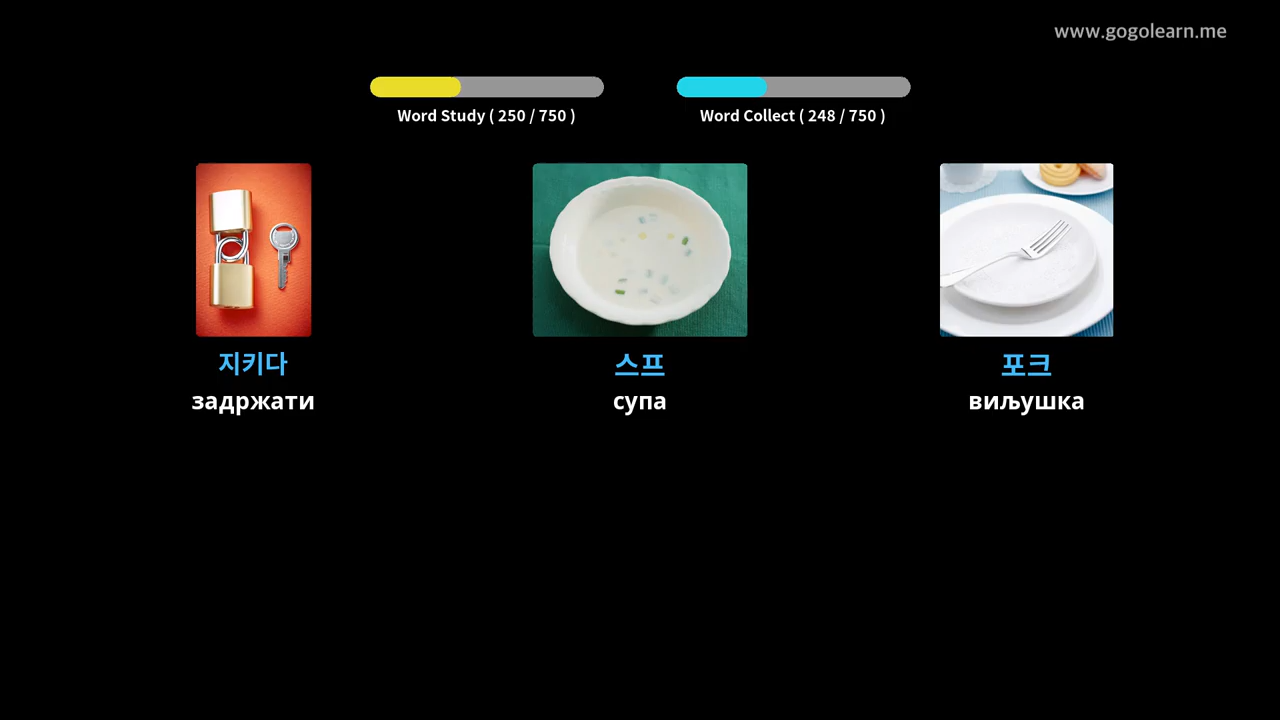 www.gogolearn.me
Word Study ( 250 / 750 )
Word Collect ( 248 / 750 )
지키다
스프
포크
задржати
супа
виљушка